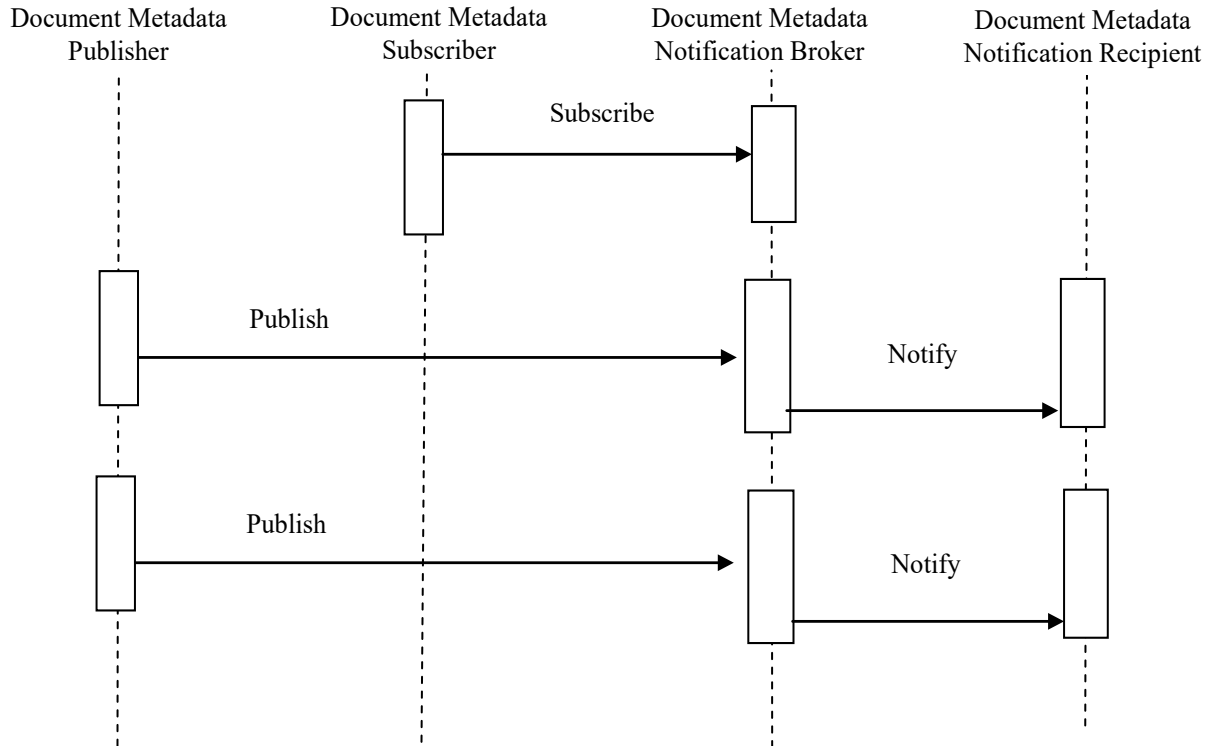 Document Metadata
Publisher
Document Metadata
Subscriber
Document Metadata
Notification Broker
Document Metadata
Notification Recipient
Subscribe
Publish
Notify
Publish
Notify